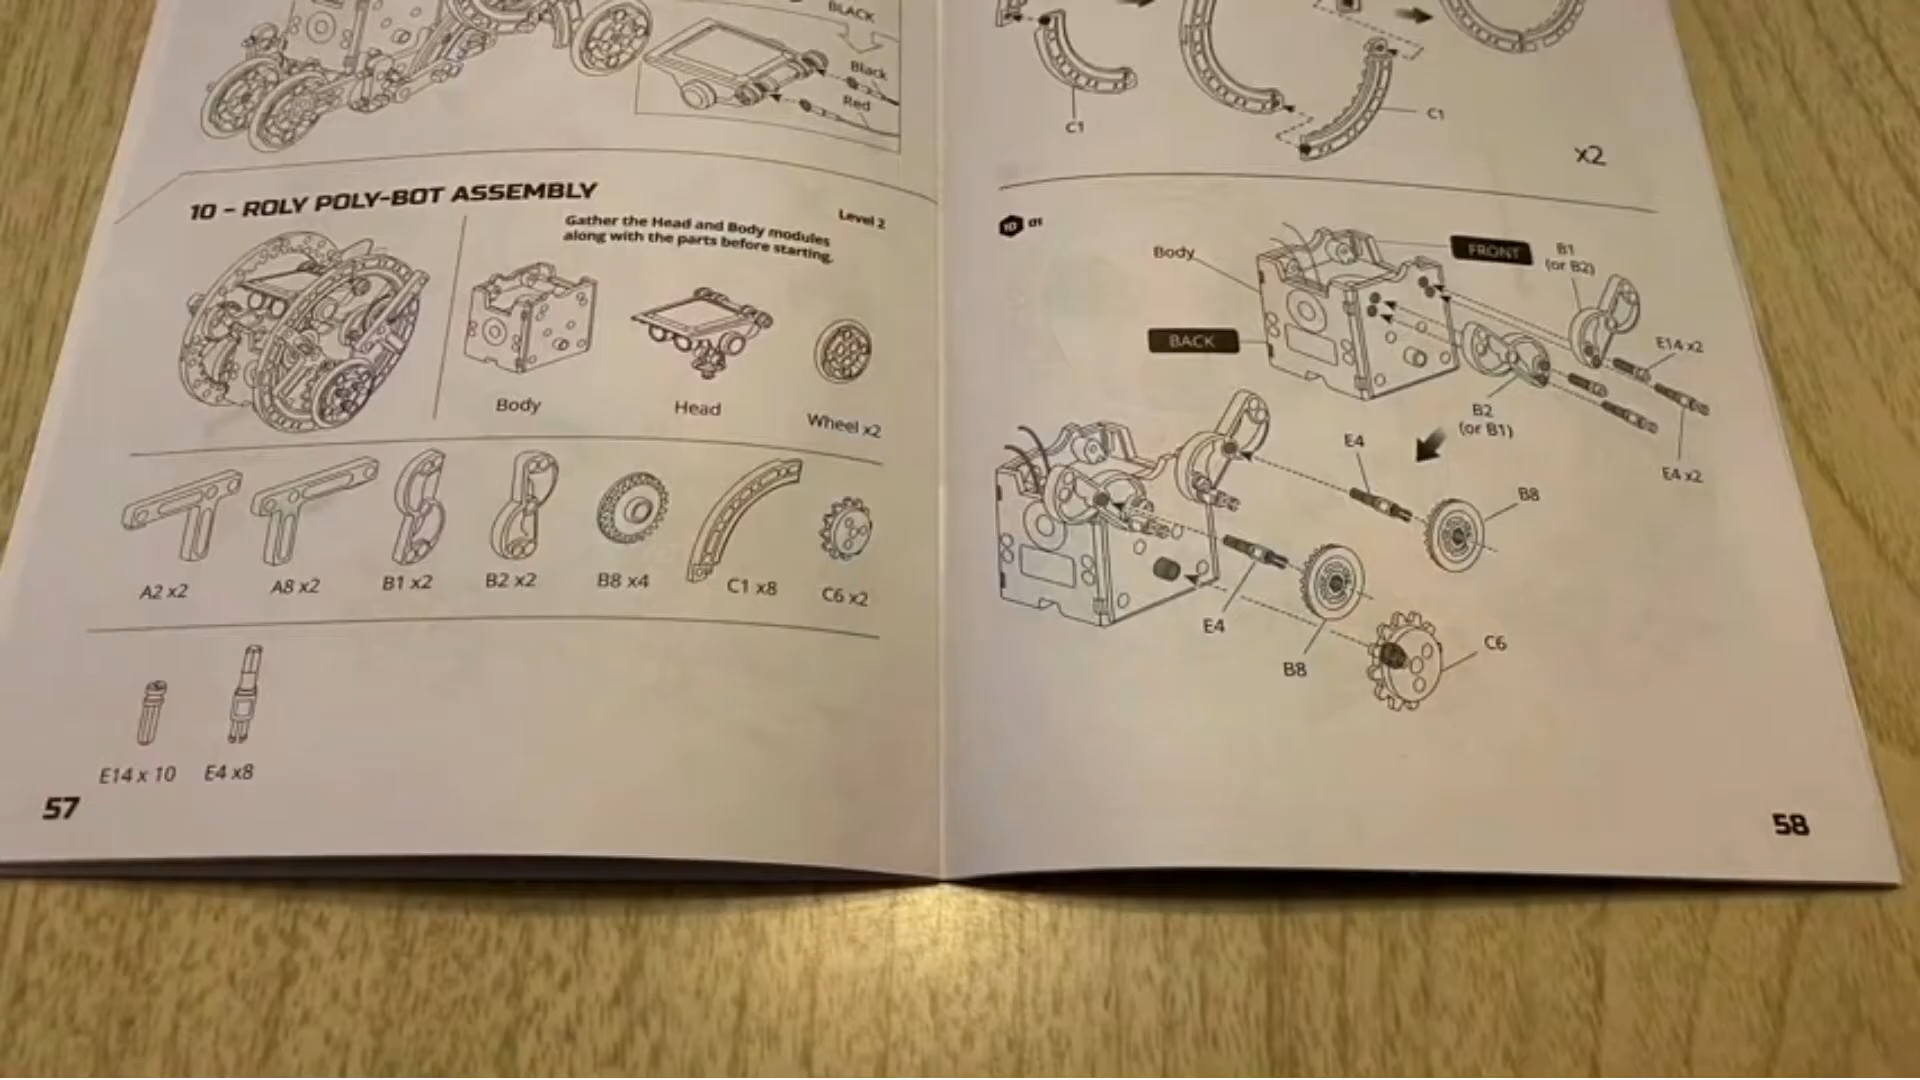 BLACK
Black
Red
10 - ROLY POLY-BOT ASSEMBLY
Level 2
Gather the Head and Body modules
along with the parts before starting.
Body
Head
Wheel x2
A2 x2
A8 x2
B1 x2
B2 x2
B8 x4
C1 x8
C6 x2
E14 x 10
E4 x8
57
C1
C1
x2
10 01
Body
FRONT
B1
(or B2)
BACK
E14 x2
B2
(or B1)
E4 x2
E4
B8
E4
B8
C6
58